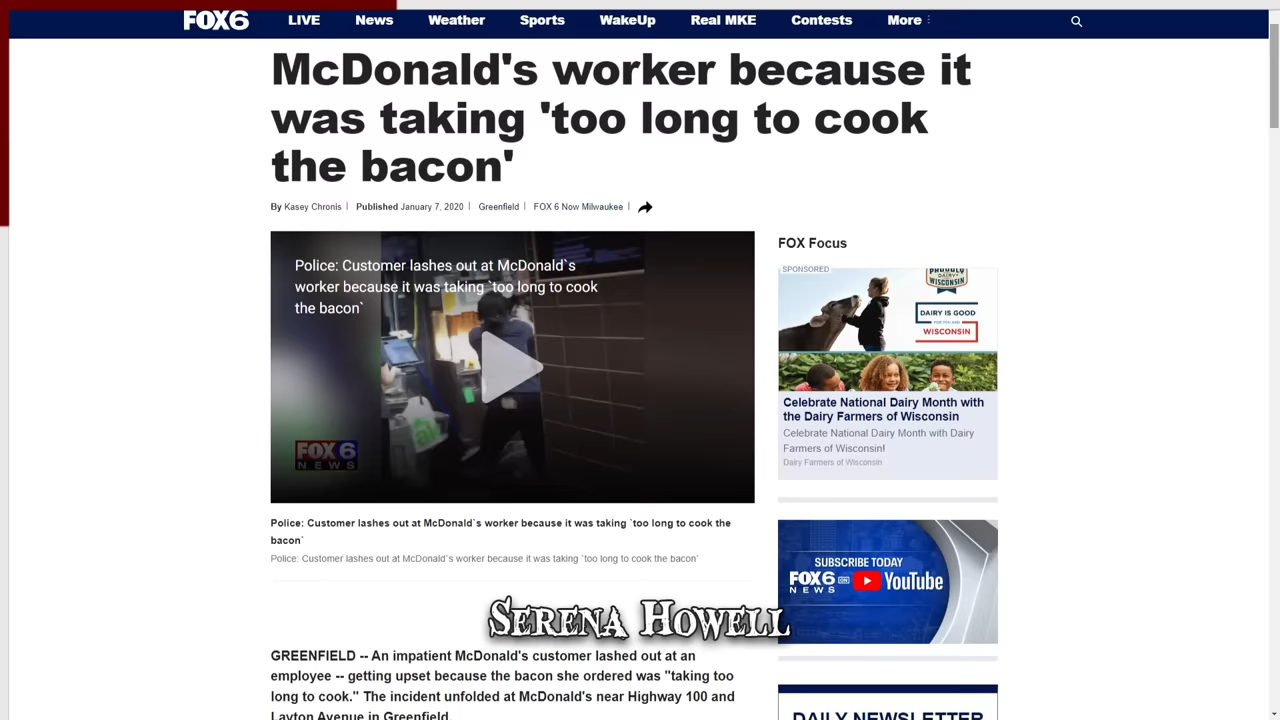 FOX6 LIVE News Weather Sports WakeUp Real MKE Contests More
McDonald's worker because it
was taking 'too long to cook
the bacon'
By Kasey Chronis | Published January 7, 2020 | Greenfield | FOX 6 Now Milwaukee |
Police: Customer lashes out at McDonald`s
worker because it was taking `too long to cook
the bacon`
FOX 6
NEWS
Police: Customer lashes out at McDonald`s worker because it was taking `too long to cook the
bacon`
Police: Customer lashes out at McDonald`s worker because it was taking `too long to cook the bacon`
SERENA HOWELL
GREENFIELD -- An impatient McDonald's customer lashed out at an
employee -- getting upset because the bacon she ordered was "taking too
long to cook." The incident unfolded at McDonald's near Highway 100 and
Layton Avenue in Greenfield.
FOX Focus
SPONSORED
PROUDLY
WISCONSIN
DAIRY
DAIRY IS GOOD
WISCONSIN
Celebrate National Dairy Month with
the Dairy Farmers of Wisconsin
Celebrate National Dairy Month with Dairy
Farmers of Wisconsin!
Dairy Farmers of Wisconsin
SUBSCRIBE TODAY
FOX6 NEWS ON YouTube
DAILY NEWSLETTER